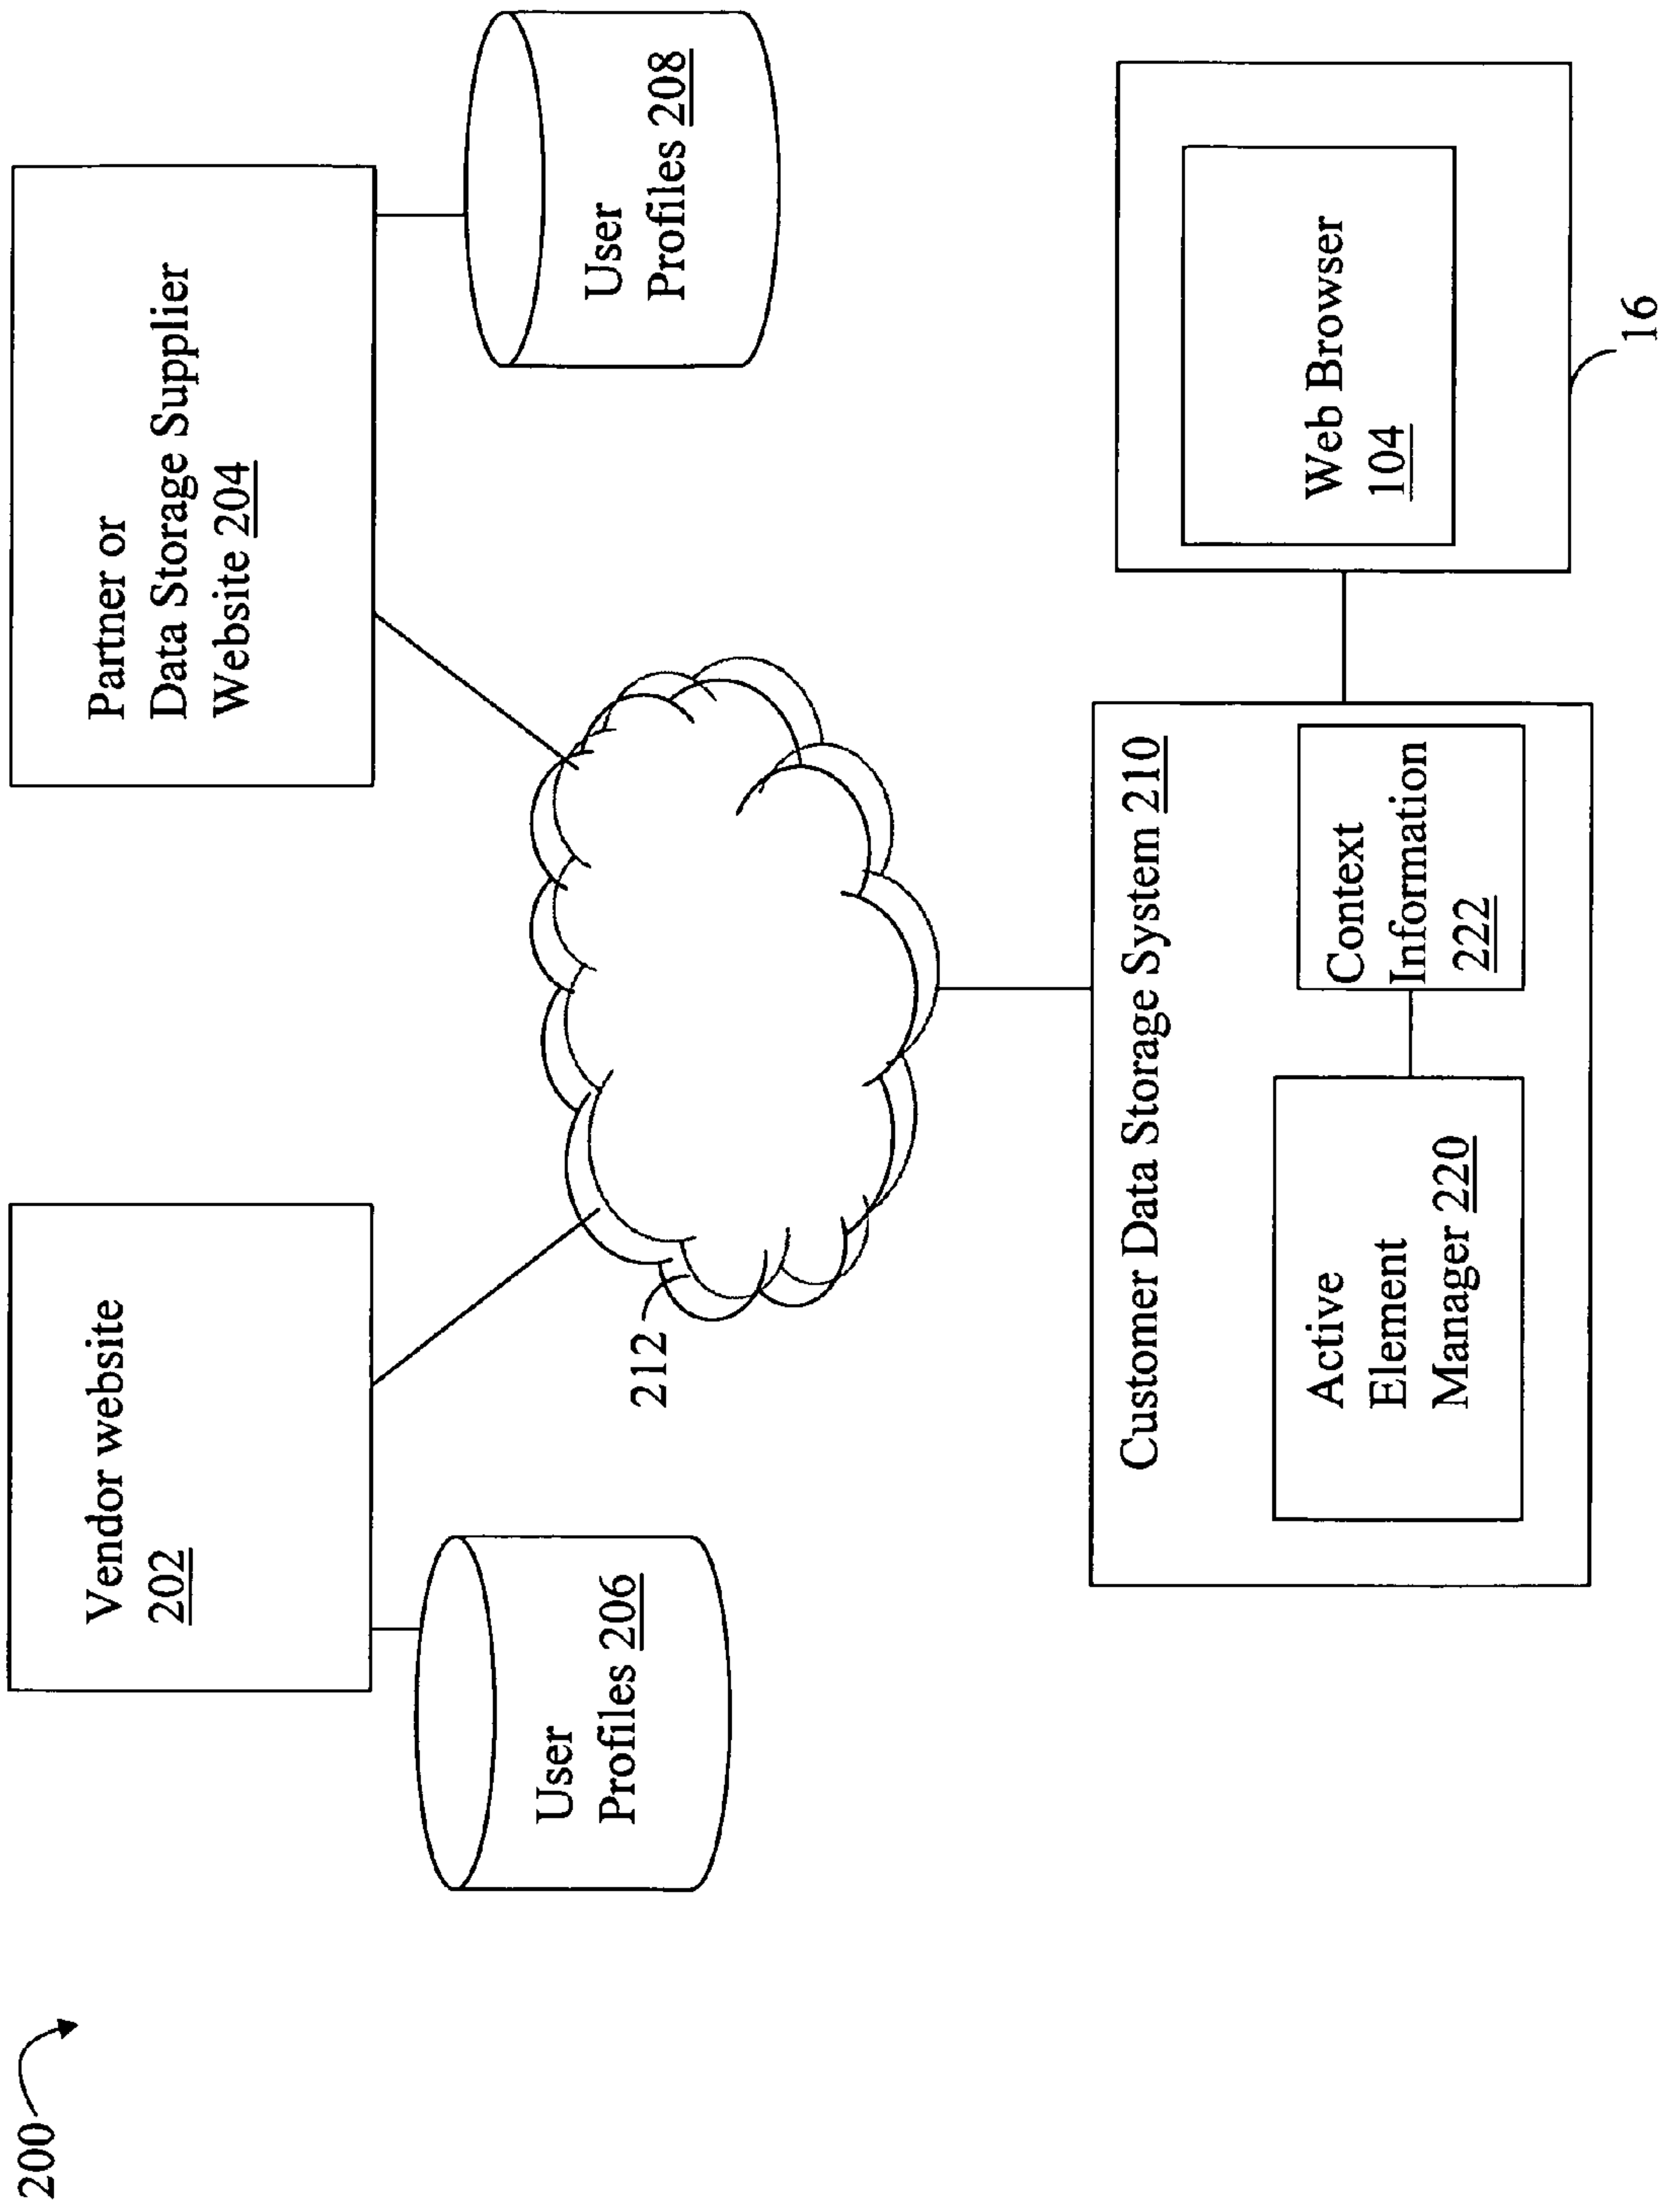 200
Vendor website
202
Partner or
Data Storage Supplier
Website 204
User
Profiles 206
User
Profiles 208
212
Customer Data Storage System 210
Active
Element
Manager 220
Context
Information
222
Web Browser
104
16